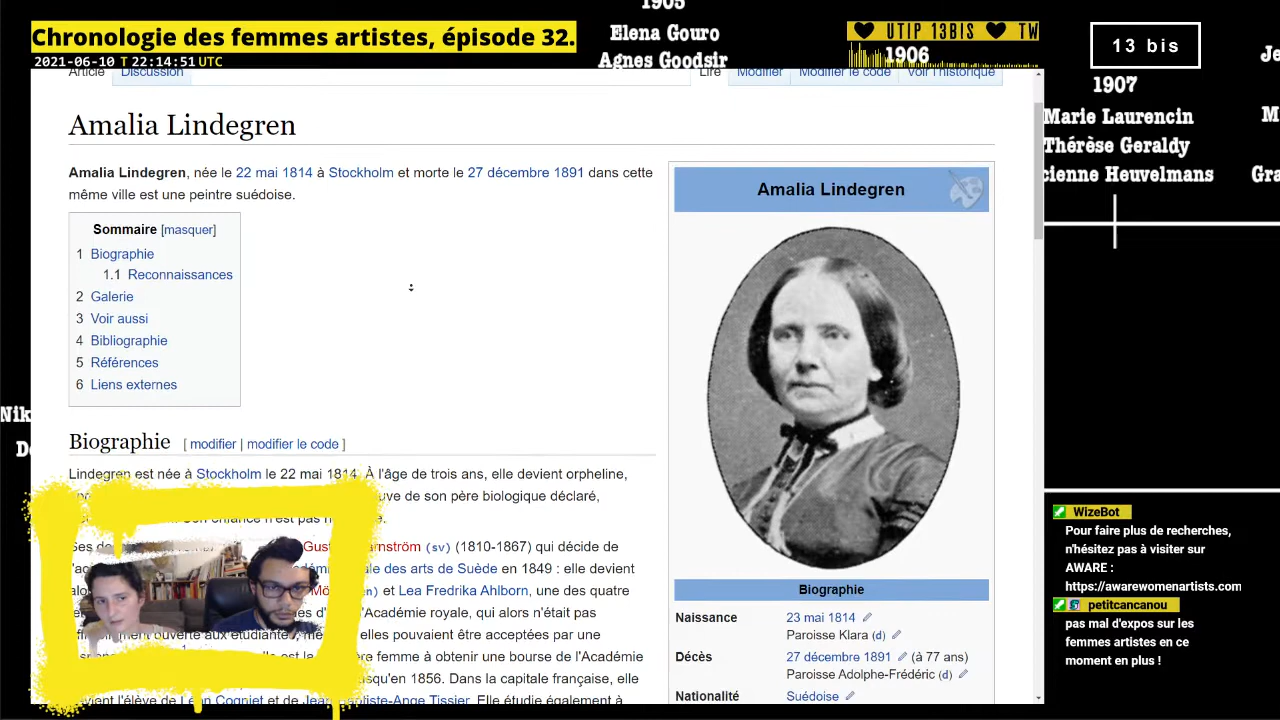 1905
Elena Gouro
Agnes Goodsir
Chronologie des femmes artistes, épisode 32.
2021-06-10 T 22:14:51 UTC
UTIP 13BIS TW
1906
13 bis
1907
Marie Laurencin
Thérèse Geraldy
cienne Heuvelmans
Article Discussion Lire Modifier Modifier le code Voir l'historique
Amalia Lindegren
Amalia Lindegren, née le 22 mai 1814 à Stockholm et morte le 27 décembre 1891 dans cette
même ville est une peintre suédoise.
Sommaire [masquer]
1 Biographie
1.1 Reconnaissances
2 Galerie
3 Voir aussi
4 Bibliographie
5 Références
6 Liens externes
Biographie [ modifier | modifier le code ]
Lindegren est née à Stockholm le 22 mai 1814. À l'âge de trois ans, elle devient orpheline,
uve de son père biologique déclaré,
(sv) (1810-1867) qui décide de
ale des arts de Suède en 1849 : elle devient
et Lea Fredrika Ahlborn, une des quatre
es d'Académie royale, qui alors n'était pas
elles pouvaient être acceptées par une
femme à obtenir une bourse de l'Académie
usqu'en 1856. Dans la capitale française, elle
vient l'élève de Léon Cogniet et de Jean-Baptiste-Ange Tissier. Elle étudie également à
Amalia Lindegren
Biographie
Naissance 23 mai 1814
Paroisse Klara (d)
Décès 27 décembre 1891 (à 77 ans)
Paroisse Adolphe-Frédéric (d)
Nationalité Suédoise
WizeBot
Pour faire plus de recherches,
n'hésitez pas à visiter sur
AWARE :
https://awarewomenartists.com
petitcancanou
pas mal d'expos sur les
femmes artistes en ce
moment en plus !